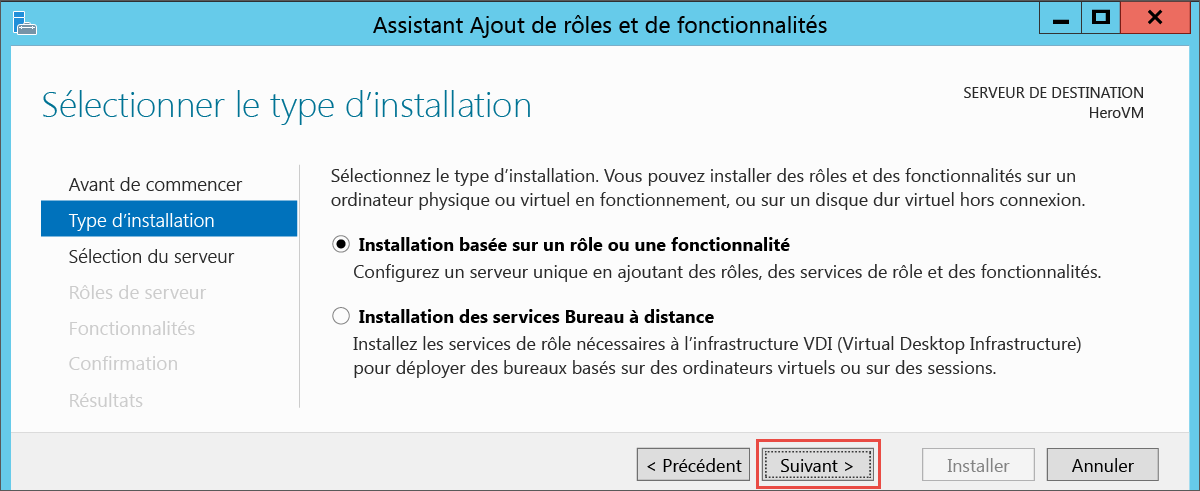 Assistant Ajout de rôles et de fonctionnalités
Sélectionner le type d’installation
SERVEUR DE DESTINATION
HeroVM
Avant de commencer
Type d’installation
Sélection du serveur
Rôles de serveur
Fonctionnalités
Confirmation
Résultats
Sélectionnez le type d’installation. Vous pouvez installer des rôles et des fonctionnalités sur un
ordinateur physique ou virtuel en fonctionnement, ou sur un disque dur virtuel hors connexion.
Installation basée sur un rôle ou une fonctionnalité
Configurez un serveur unique en ajoutant des rôles, des services de rôle et des fonctionnalités.
Installation des services Bureau à distance
Installez les services de rôle nécessaires à l’infrastructure VDI (Virtual Desktop Infrastructure)
pour déployer des bureaux basés sur des ordinateurs virtuels ou sur des sessions.
< Précédent
Suivant >
Installer
Annuler